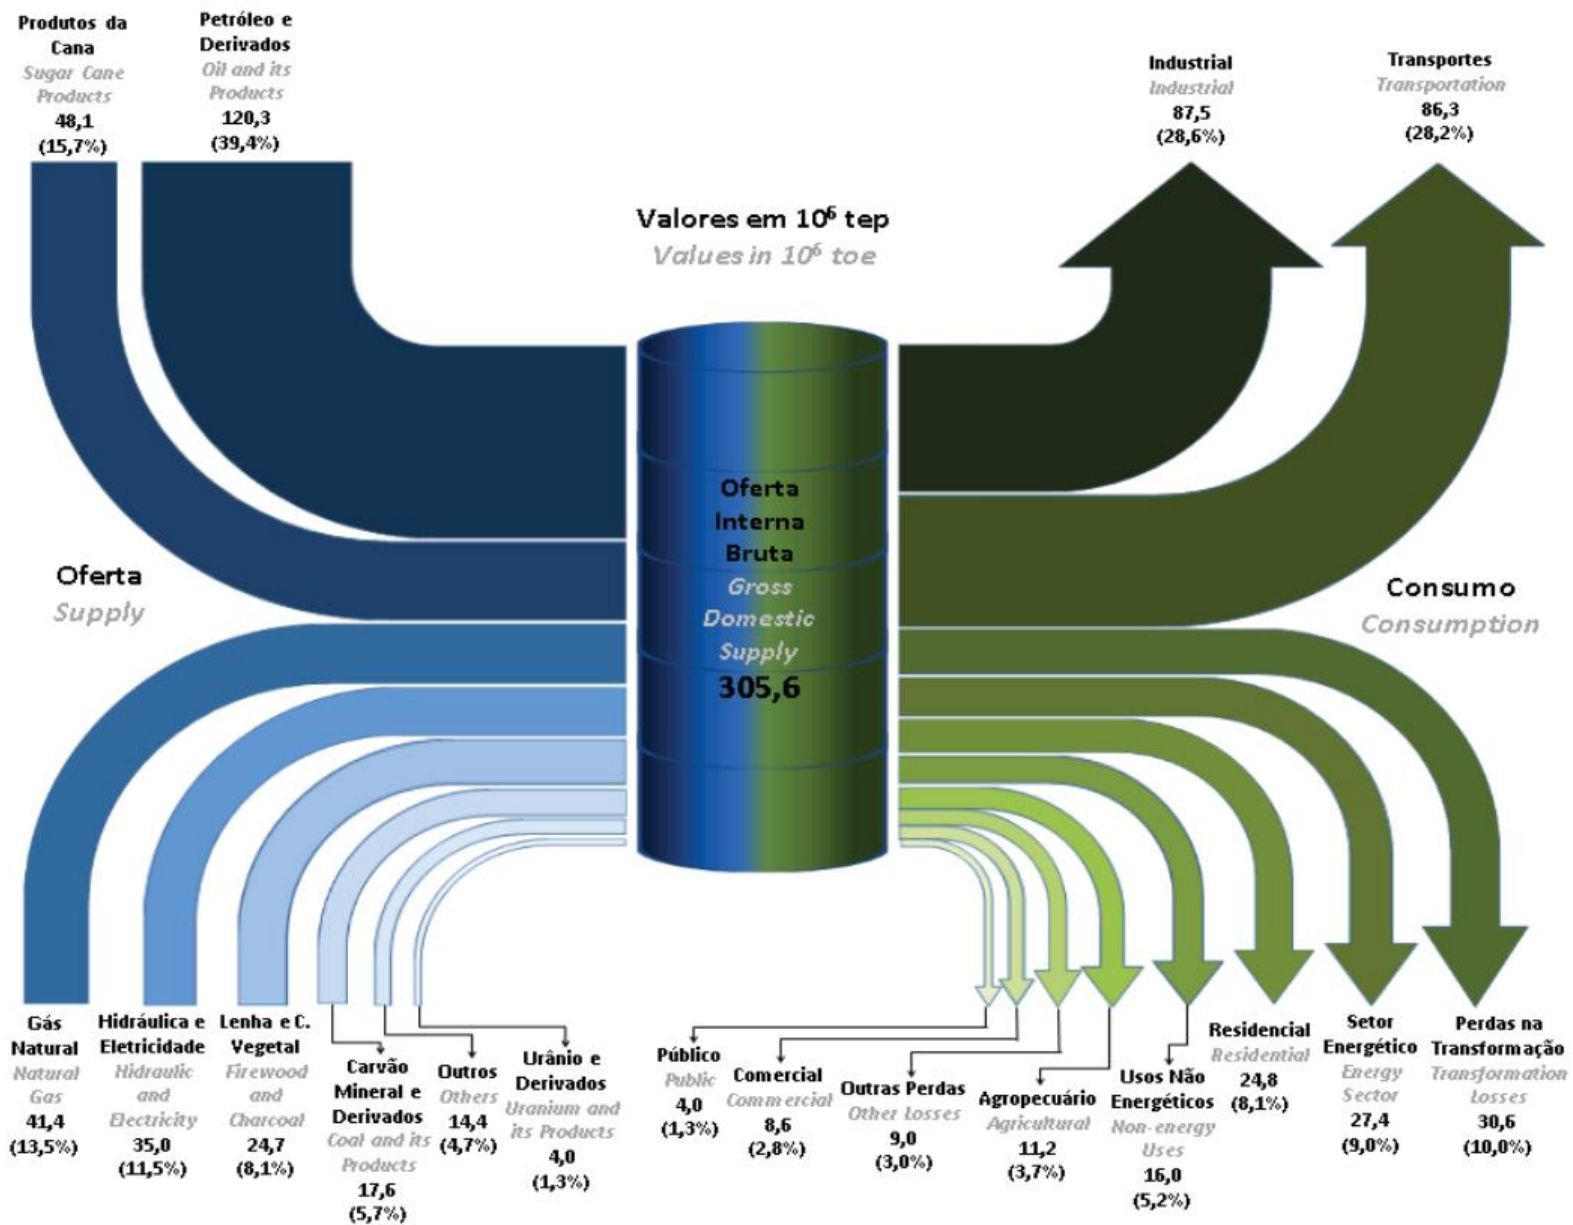 Produtos da
Cana
Sugar Cane
Products
48,1
(15,7%)
Petróleo e
Derivados
Oil and its
Products
120,3
(39,4%)
Industrial
Industrial
87,5
(28,6%)
Transportes
Transportation
86,3
(28,2%)
Valores em 10⁶ tep
Values in 10⁶ toe
Oferta
Interna
Bruta
Gross
Domestic
Supply
305,6
Oferta
Supply
Consumo
Consumption
Gás
Natural
Natural
Gas
41,4
(13,5%)
Hidráulica e
Eletricidade
Hidraulic
and
Electricity
35,0
(11,5%)
Lenha e C.
Vegetal
Firewood
and
Charcoal
24,7
(8,1%)
Carvão
Mineral e
Derivados
Coal and its
Products
17,6
(5,7%)
Outros
Others
14,4
(4,7%)
Urânio e
Derivados
Uranium and
its Products
4,0
(1,3%)
Público
Public
4,0
(1,3%)
Comercial
Commercial
8,6
(2,8%)
Outras Perdas
Other Losses
9,0
(3,0%)
Agropecuário
Agricultural
11,2
(3,7%)
Usos Não
Energéticos
Non-energy
Uses
16,0
(5,2%)
Residencial
Residential
24,8
(8,1%)
Setor
Energético
Energy
Sector
27,4
(9,0%)
Perdas na
Transformação
Transformation
Losses
30,6
(10,0%)